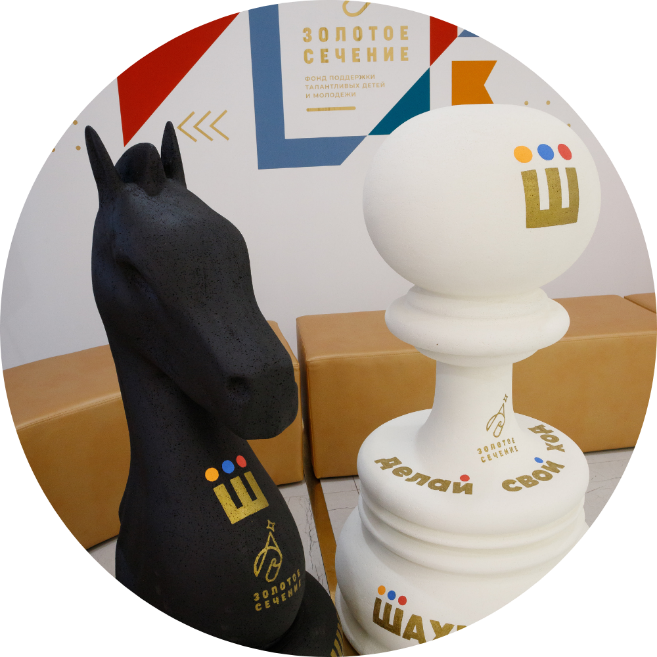 ЗОЛОТОЕ
СЕЧЕНИЕ
ФОНД ПОДДЕРЖКИ
ТАЛАНТЛИВЫХ ДЕТЕЙ
И МОЛОДЕЖИ
Ш
ЗОЛОТОЕ
СЕЧЕНИЕ
делай свой ход
Ш
ЗОЛОТОЕ
СЕЧЕНИЕ